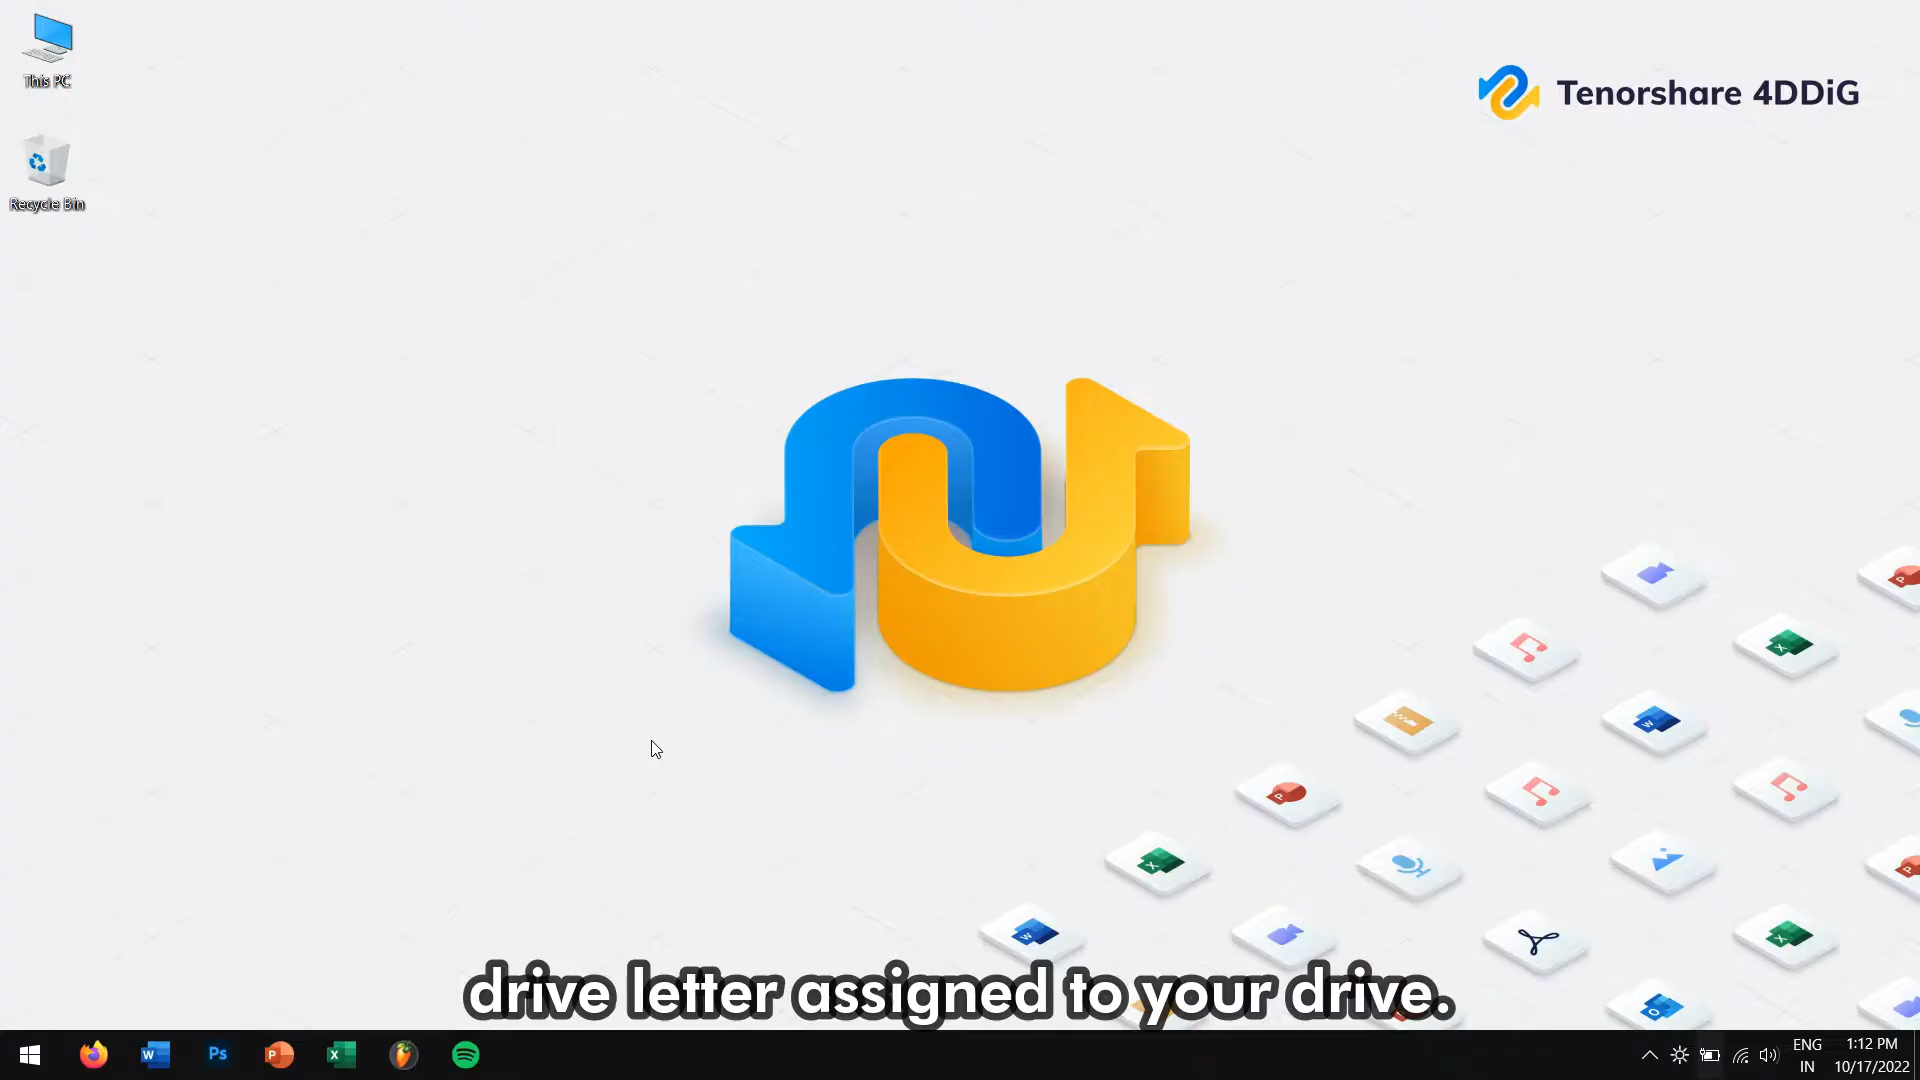 This PC
Tenorshare 4DDiG
Recycle Bin
drive letter assigned to your drive.
Ps
ENG
IN
1:12 PM
10/17/2022